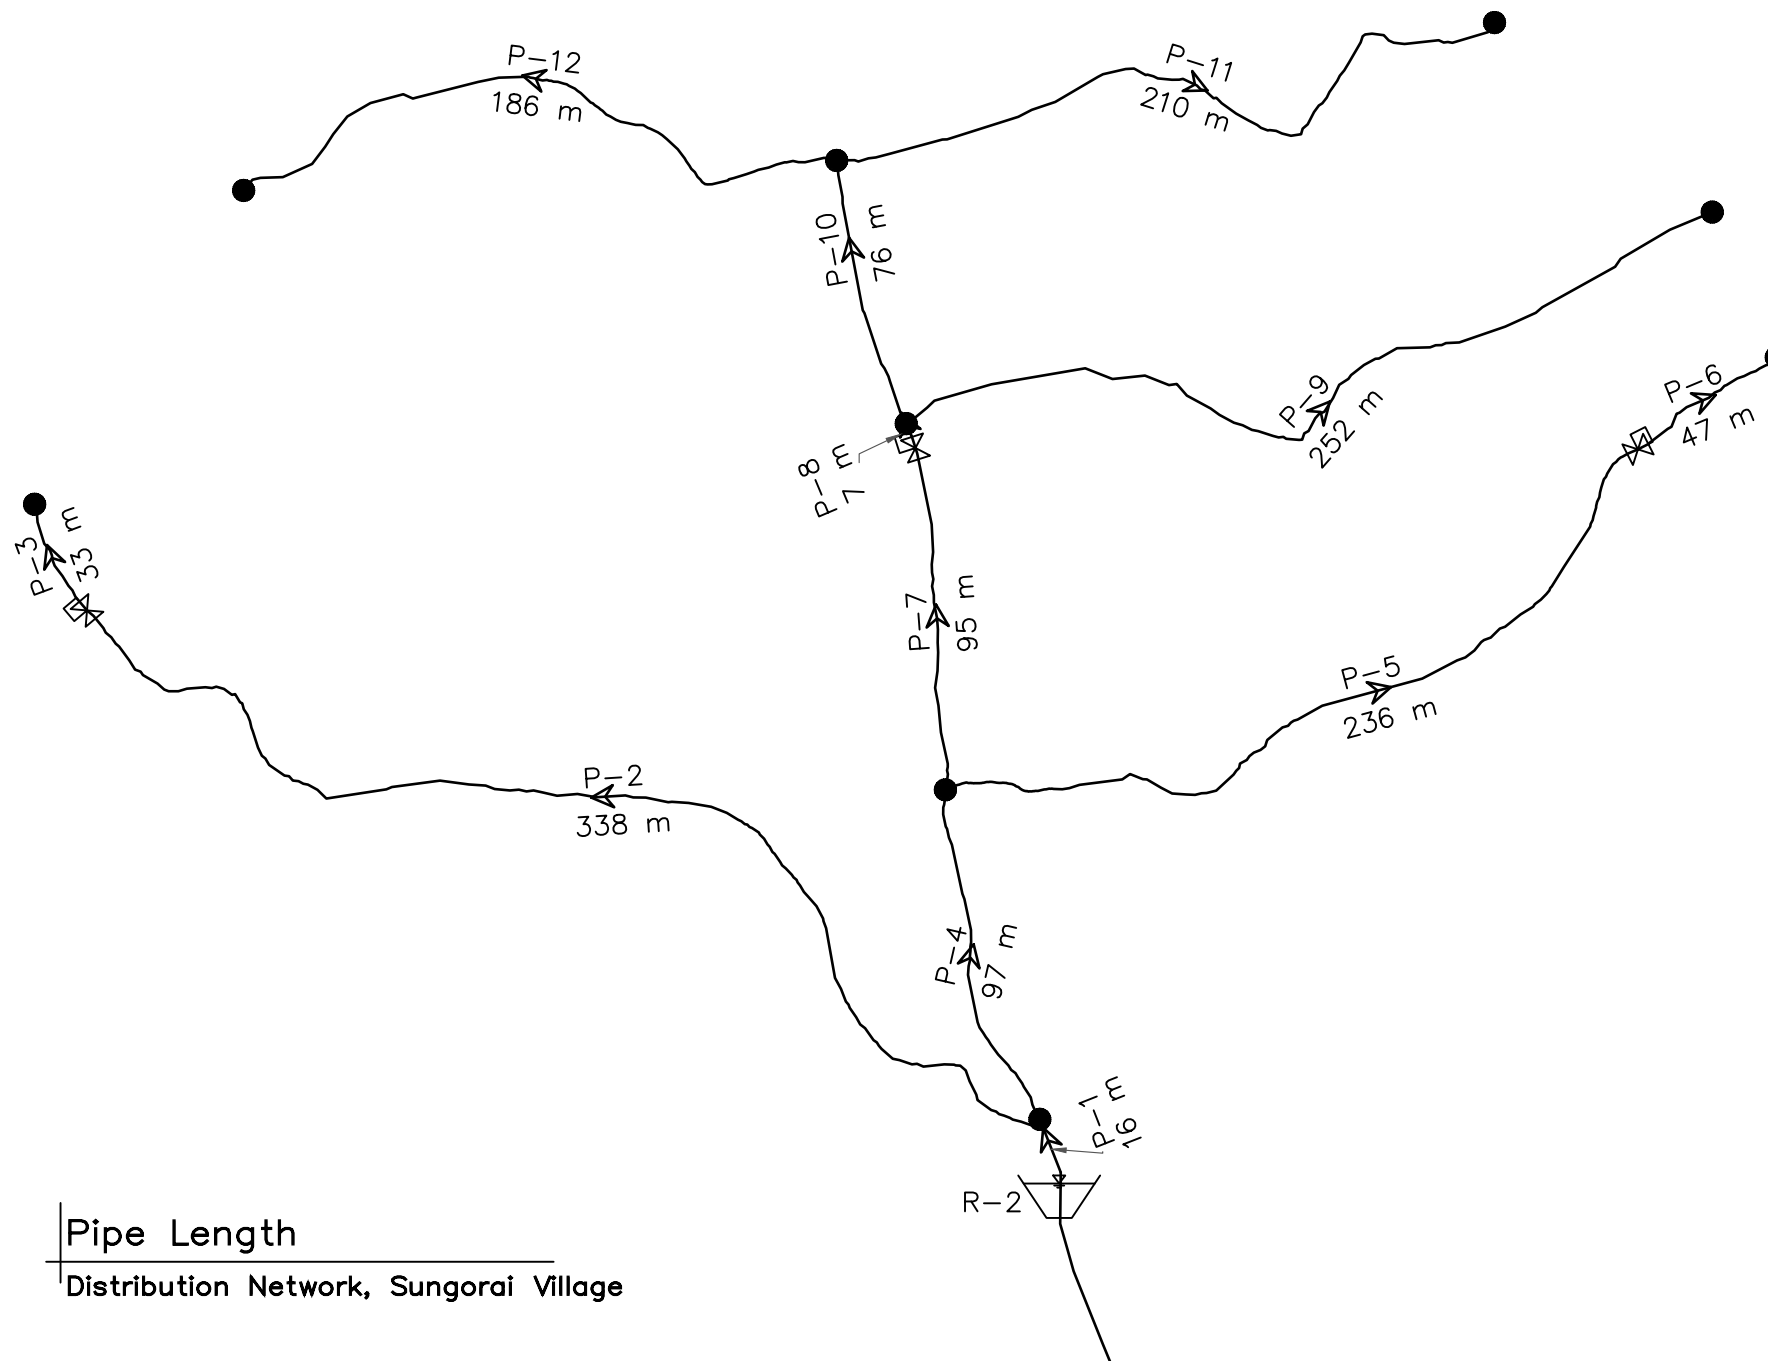 P-12
186 m
P-11
210 m
P-10
76 m
P-9
252 m
P-6
47 m
P-8
7 m
P-3
33 m
P-7
95 m
P-5
236 m
P-2
338 m
P-4
97 m
P-1
16 m
R-2
Pipe Length
Distribution Network, Sungorai Village